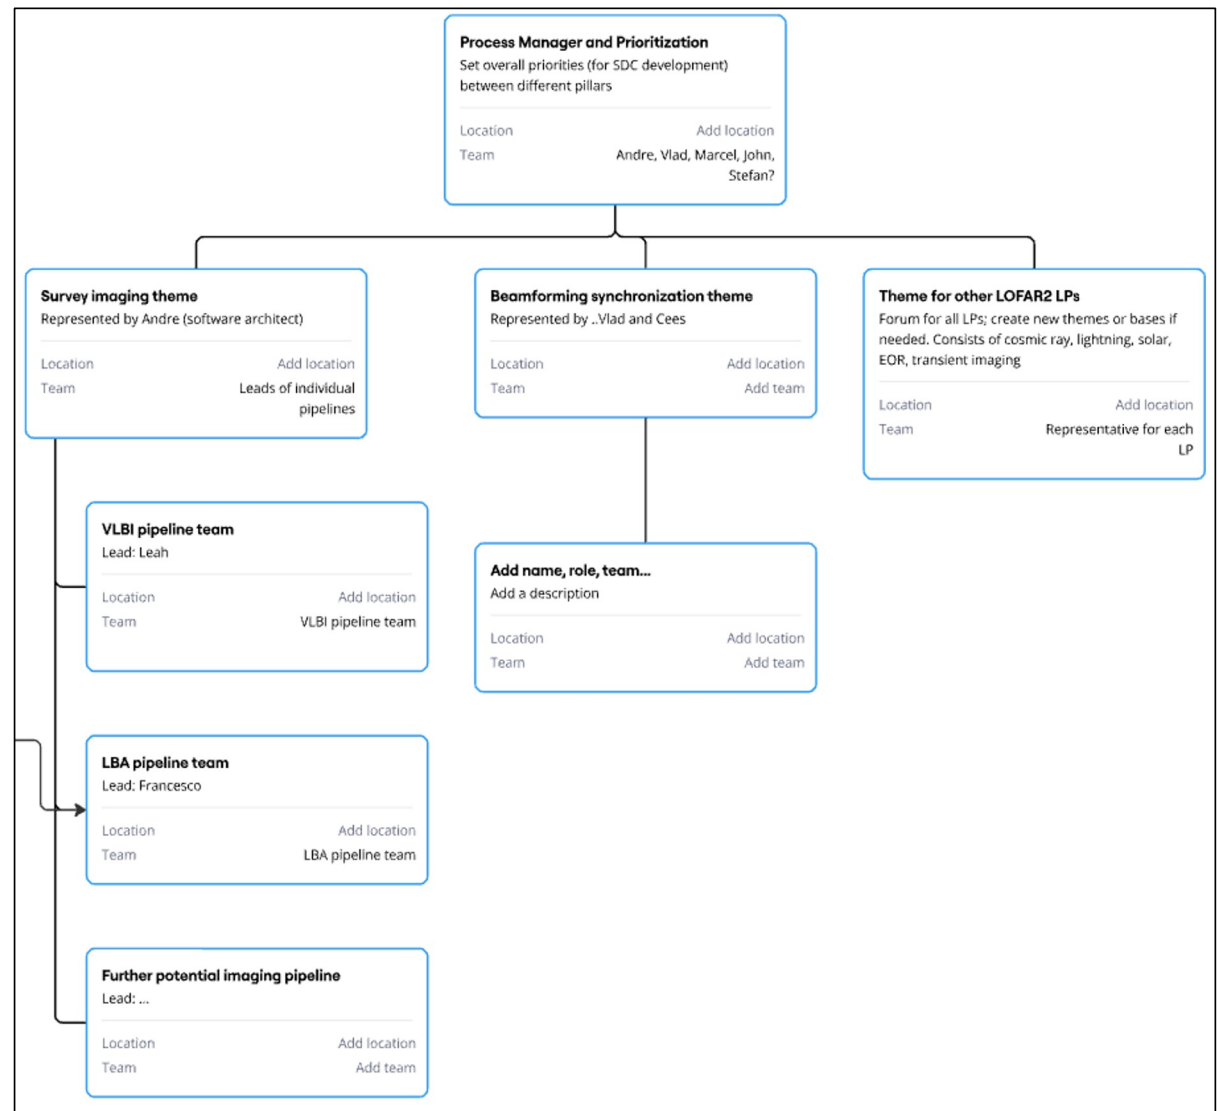 Process Manager and Prioritization
Set overall priorities (for SDC development)
between different pillars
Location Add location
Team Andre, Vlad, Marcel, John,
Stefan?
Survey imaging theme
Represented by Andre (software architect)
Location Add location
Team Leads of individual
pipelines
Beamforming synchronization theme
Represented by ..Vlad and Cees
Location Add location
Team Add team
Theme for other LOFAR2 LPs
Forum for all LPs; create new themes or bases if
needed. Consists of cosmic ray, lightning, solar,
EOR, transient imaging
Location Add location
Team Representative for each
LP
VLBI pipeline team
Lead: Leah
Location Add location
Team VLBI pipeline team
Add name, role, team...
Add a description
Location Add location
Team Add team
LBA pipeline team
Lead: Francesco
Location Add location
Team LBA pipeline team
Further potential imaging pipeline
Lead: ...
Location Add location
Team Add team